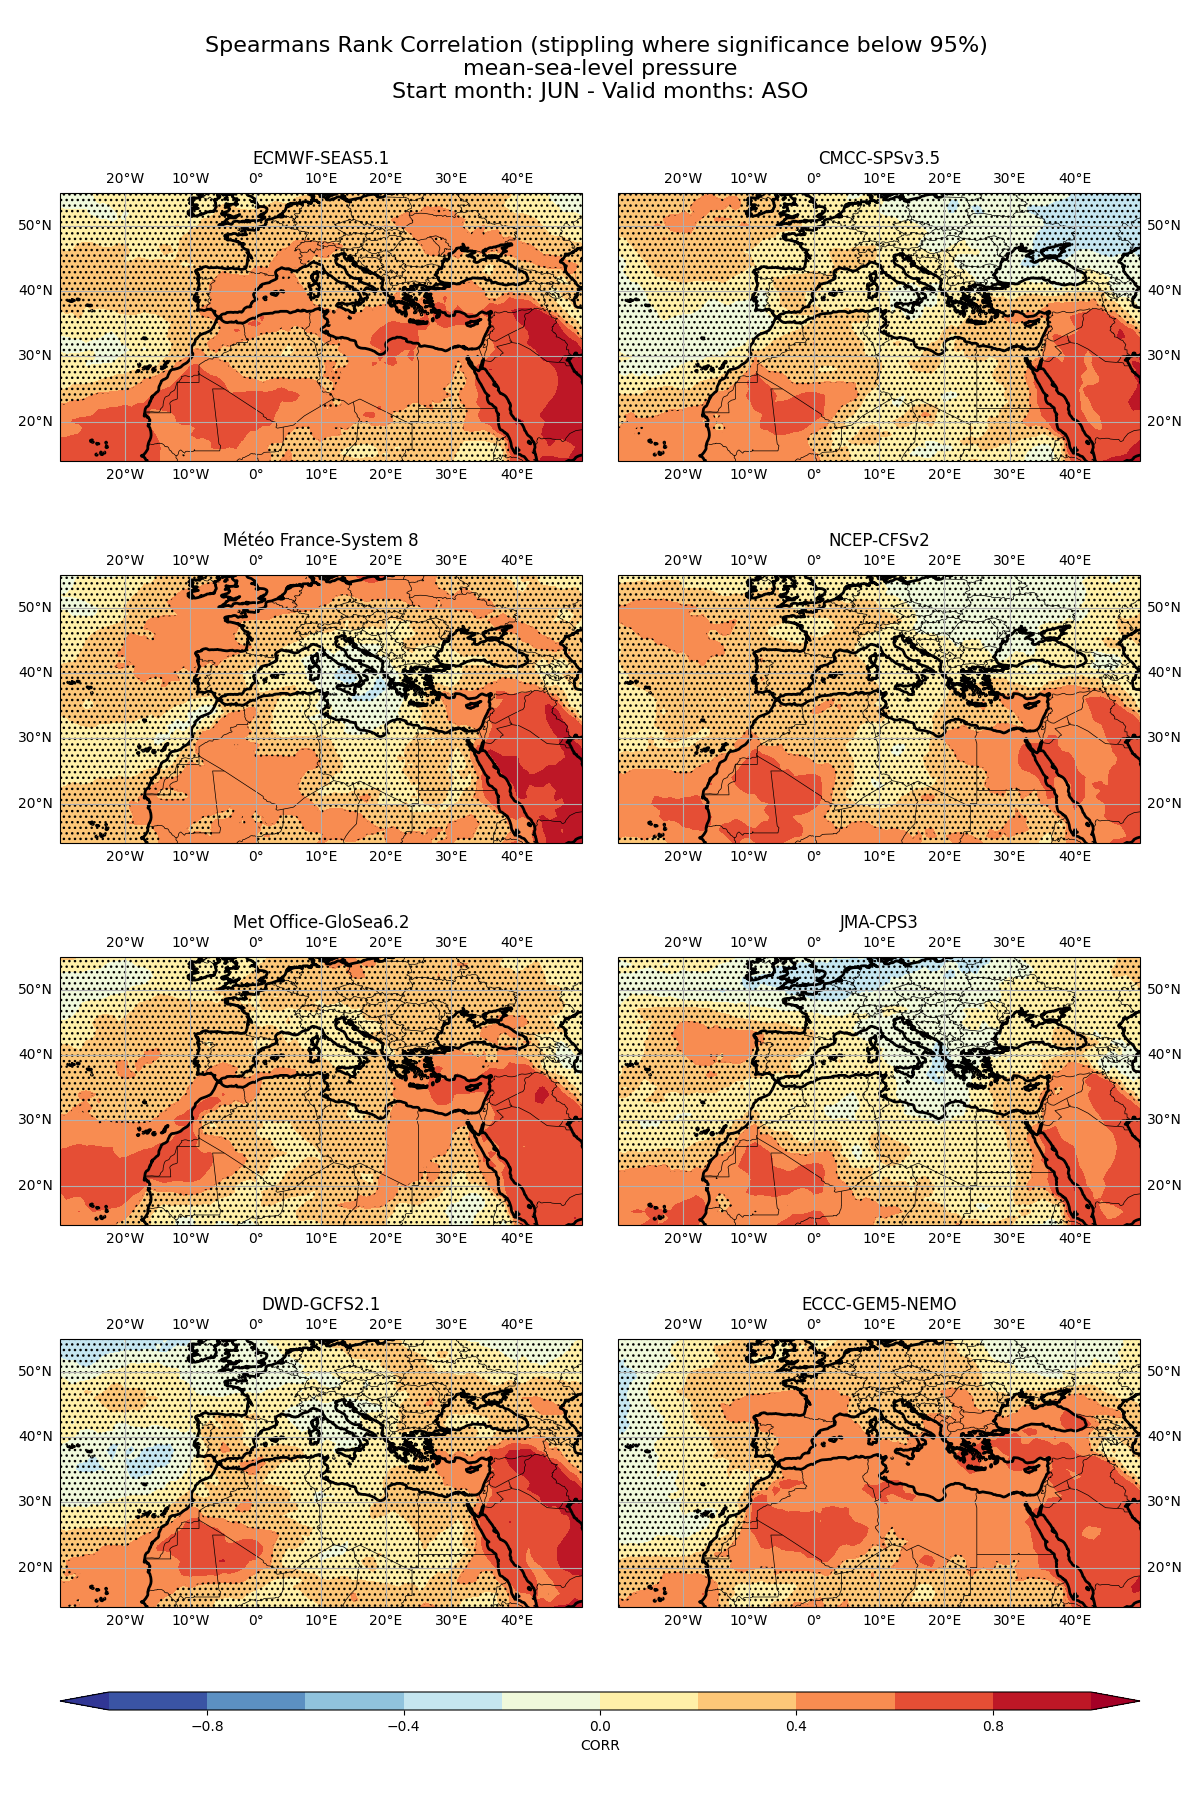 Spearmans Rank Correlation (stippling where significance below 95%)
mean-sea-level pressure
Start month: JUN - Valid months: ASO
ECMWF-SEAS5.1
CMCC-SPSv3.5
20°W 10°W 0° 10°E 20°E 30°E 40°E
20°W 10°W 0° 10°E 20°E 30°E 40°E
50°N
50°N
40°N
40°N
30°N
30°N
20°N
20°N
20°W 10°W 0° 10°E 20°E 30°E 40°E
20°W 10°W 0° 10°E 20°E 30°E 40°E
Météo France-System 8
NCEP-CFSv2
20°W 10°W 0° 10°E 20°E 30°E 40°E
20°W 10°W 0° 10°E 20°E 30°E 40°E
50°N
50°N
40°N
40°N
30°N
30°N
20°N
20°N
20°W 10°W 0° 10°E 20°E 30°E 40°E
20°W 10°W 0° 10°E 20°E 30°E 40°E
Met Office-GloSea6.2
JMA-CPS3
20°W 10°W 0° 10°E 20°E 30°E 40°E
20°W 10°W 0° 10°E 20°E 30°E 40°E
50°N
50°N
40°N
40°N
30°N
30°N
20°N
20°N
20°W 10°W 0° 10°E 20°E 30°E 40°E
20°W 10°W 0° 10°E 20°E 30°E 40°E
DWD-GCFS2.1
ECCC-GEM5-NEMO
20°W 10°W 0° 10°E 20°E 30°E 40°E
20°W 10°W 0° 10°E 20°E 30°E 40°E
50°N
50°N
40°N
40°N
30°N
30°N
20°N
20°N
20°W 10°W 0° 10°E 20°E 30°E 40°E
20°W 10°W 0° 10°E 20°E 30°E 40°E
−0.8 −0.4 0.0 0.4 0.8
CORR